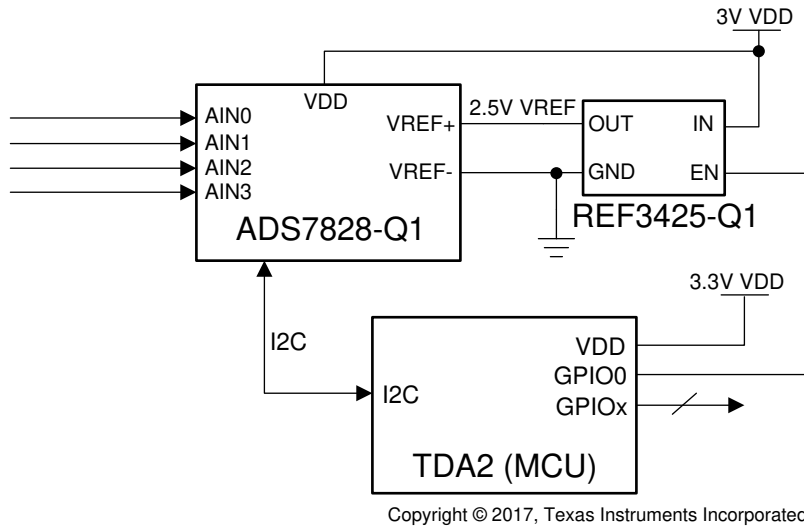 3V VDD
VDD
AIN0
AIN1
AIN2
AIN3
VREF+
VREF-
ADS7828-Q1
2.5V VREF
OUT
IN
GND
EN
REF3425-Q1
3.3V VDD
I2C
I2C
VDD
GPIO0
GPIOx
TDA2 (MCU)
Copyright © 2017, Texas Instruments Incorporated